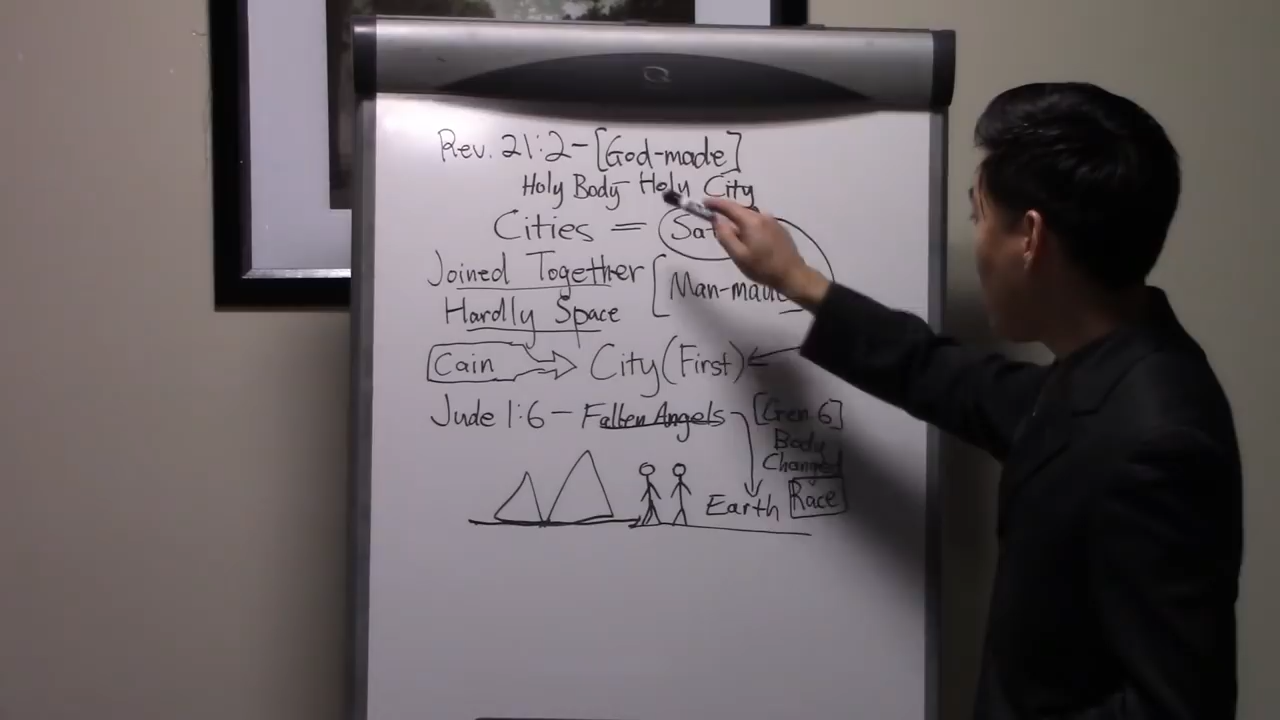 Rev. 21:2 - [God-made]
Holy Body Holy City
Cities =
Joined Together [Man-made
Hardly Space
Cain City (First)
Jude 1:6 - Fallen Angels [Gen 6]
Body
Changed
Earth Race